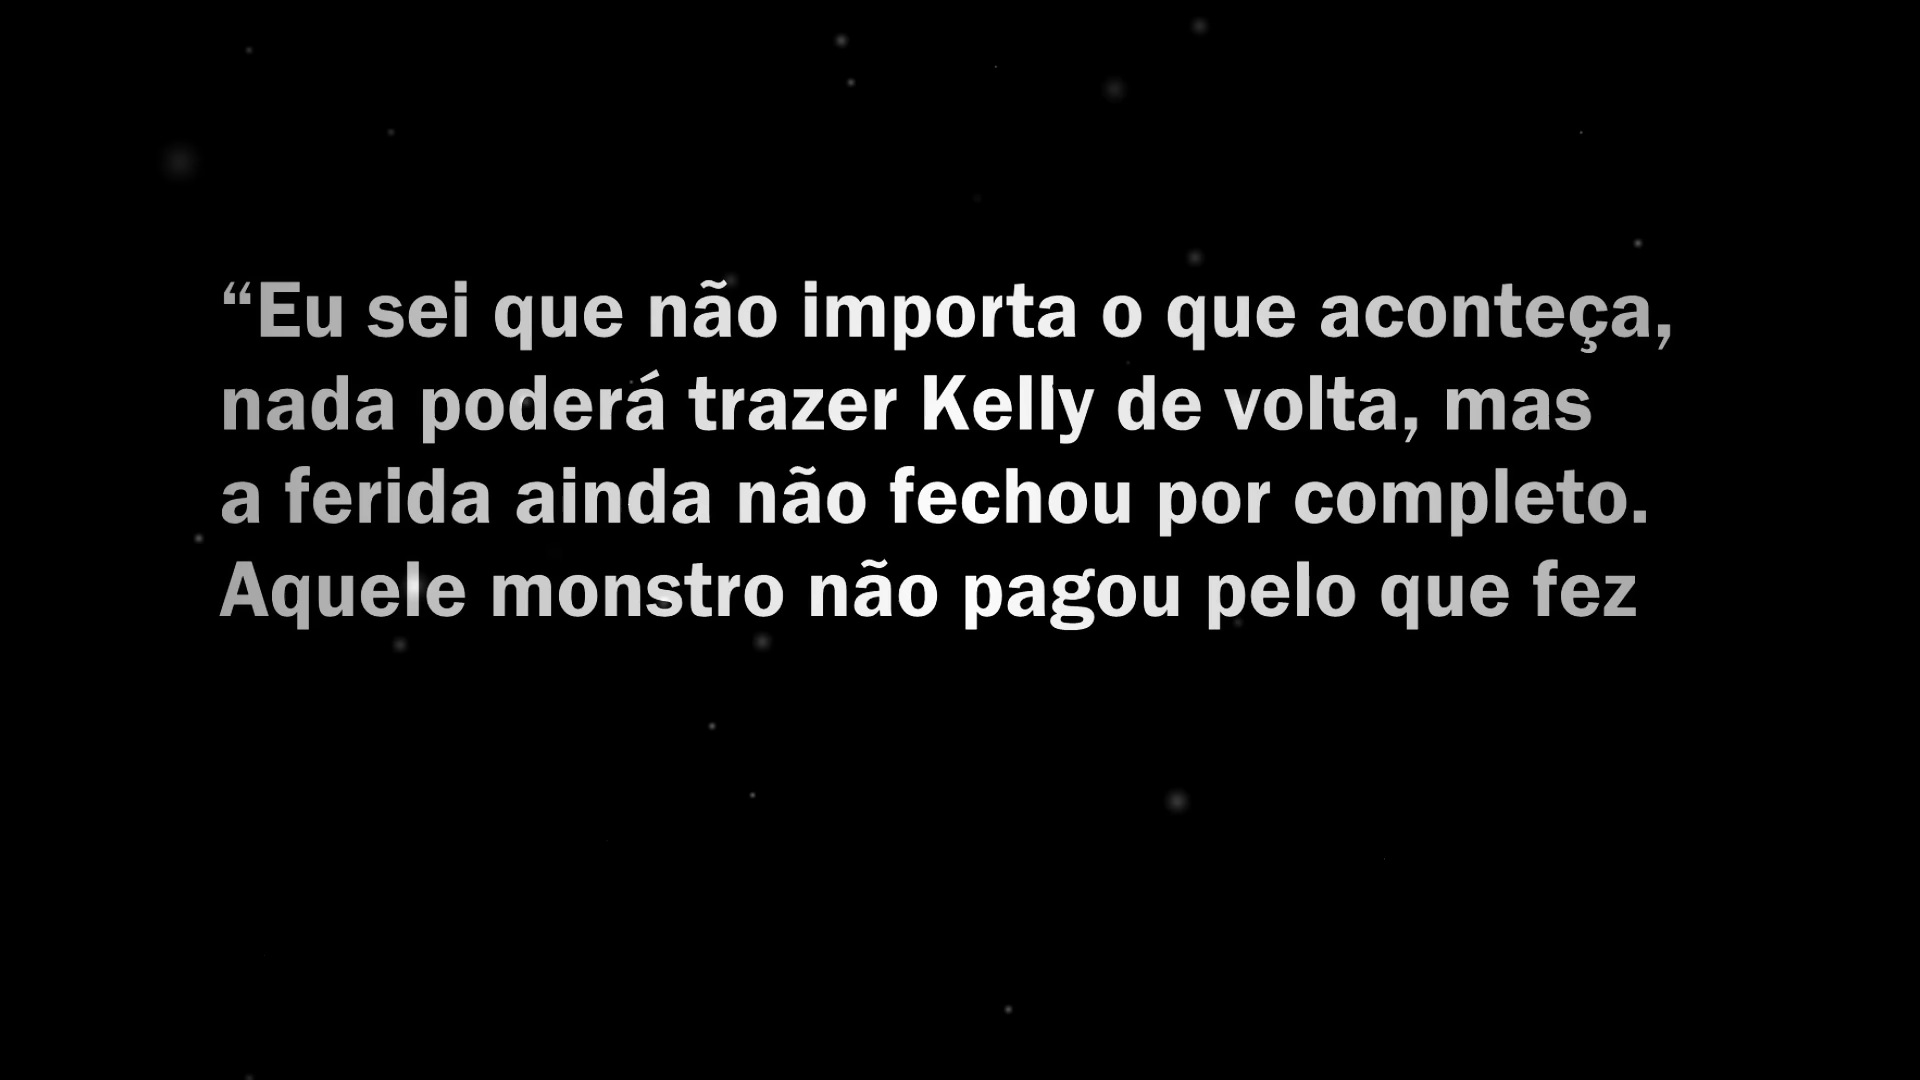 “Eu sei que não importa o que aconteça,
nada poderá trazer Kelly de volta, mas
a ferida ainda não fechou por completo.
Aquele monstro não pagou pelo que fez